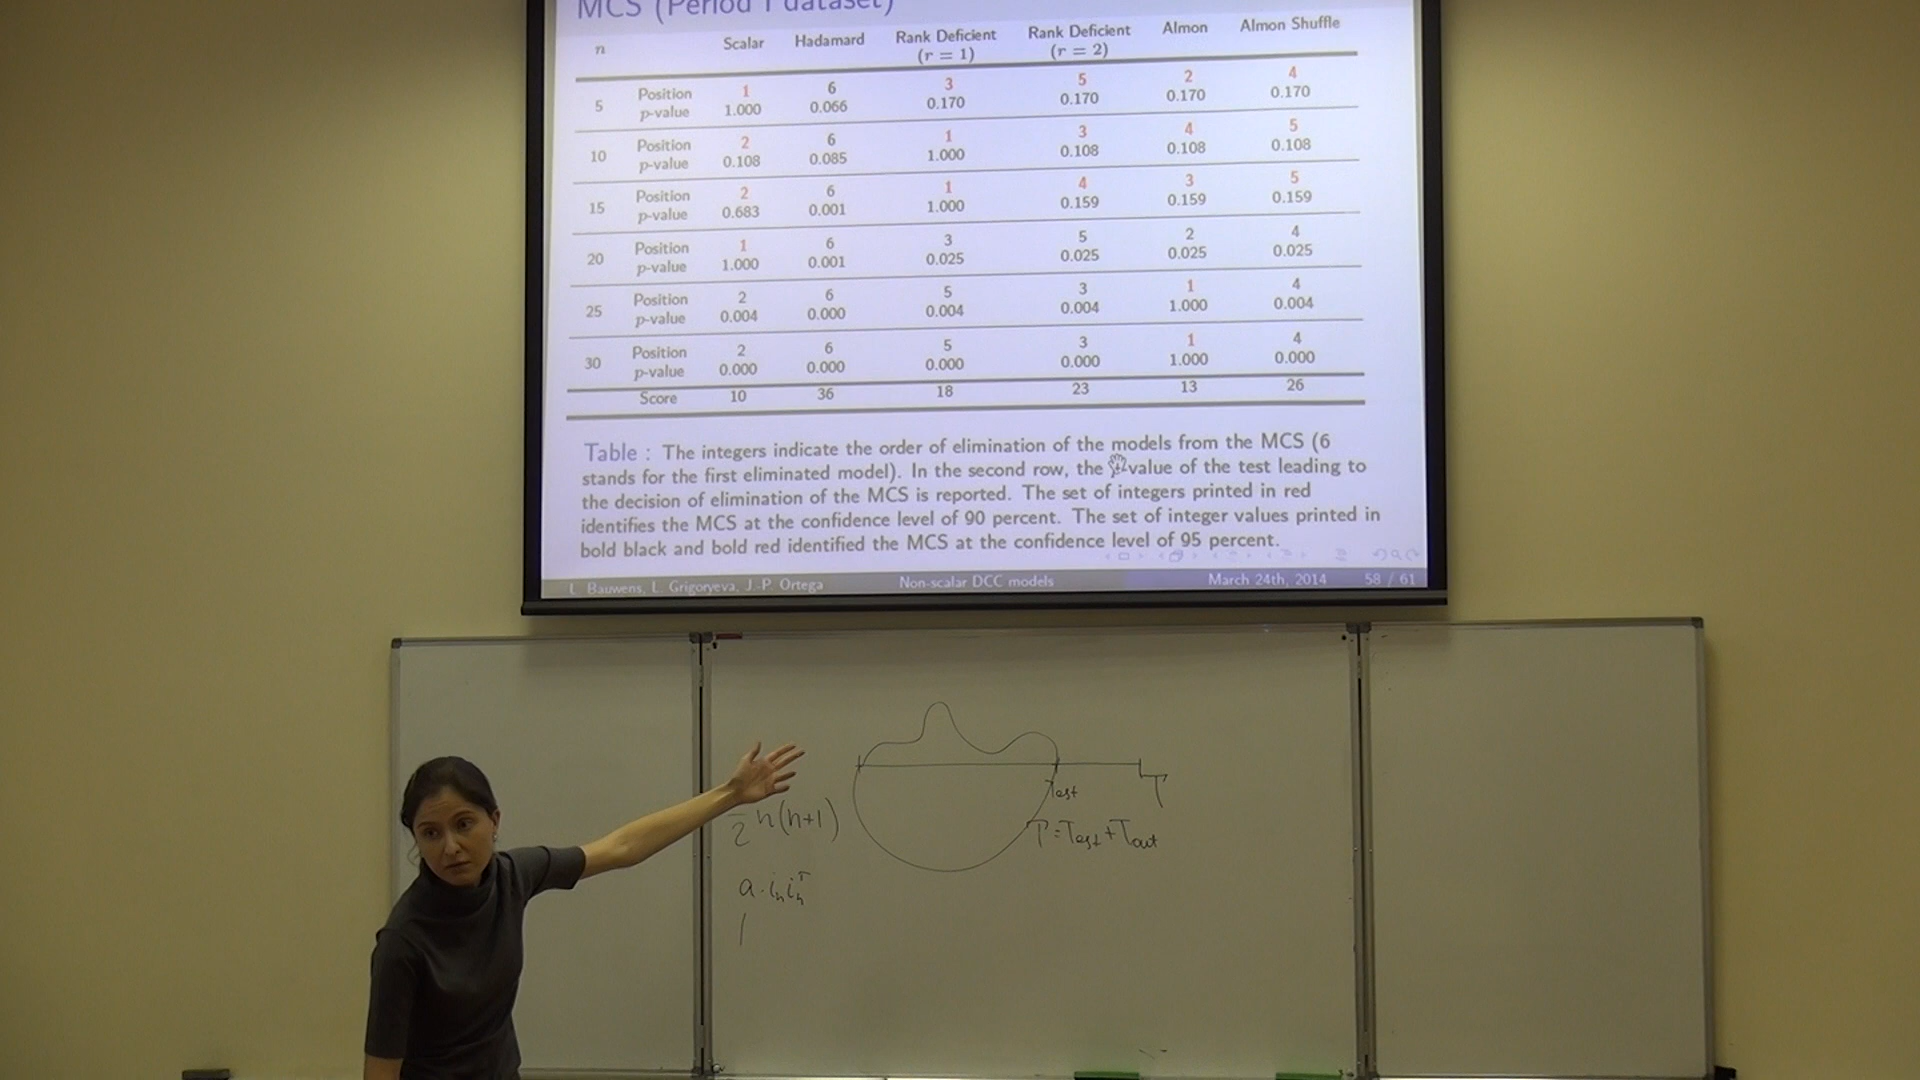 MCS (Period I dataset)
n Scalar Hadamard Rank Deficient (r = 1) Rank Deficient (r = 2) Almon Almon Shuffle
5 Position 1 6 3 5 2 4
p-value 1.000 0.066 0.170 0.170 0.170 0.170
10 Position 2 6 1 3 4 5
p-value 0.108 0.085 1.000 0.108 0.108 0.108
15 Position 2 6 1 4 3 5
p-value 0.683 0.001 1.000 0.159 0.159 0.159
20 Position 1 6 3 5 2 4
p-value 1.000 0.001 0.025 0.025 0.025 0.025
25 Position 2 6 5 3 1 4
p-value 0.004 0.000 0.004 0.004 1.000 0.004
30 Position 2 6 5 3 1 4
p-value 0.000 0.000 0.000 0.000 1.000 0.000
Score 10 36 18 23 13 26
Table : The integers indicate the order of elimination of the models from the MCS (6
stands for the first eliminated model). In the second row, the p-value of the test leading to
the decision of elimination of the MCS is reported. The set of integers printed in red
identifies the MCS at the confidence level of 90 percent. The set of integer values printed in
bold black and bold red identified the MCS at the confidence level of 95 percent.
L. Bauwens, L. Grigoryeva, J.-P. Ortega Non-scalar DCC models March 24th, 2014 58 / 61
Test T
2 n(n+1)
T = Test + Tout
a · iₙiₙᵀ